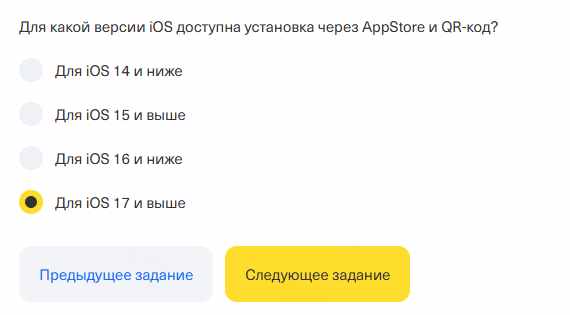 Для какой версии iOS доступна установка через AppStore и QR-код?
Для iOS 14 и ниже
Для iOS 15 и выше
Для iOS 16 и ниже
Для iOS 17 и выше
Предыдущее задание
Следующее задание